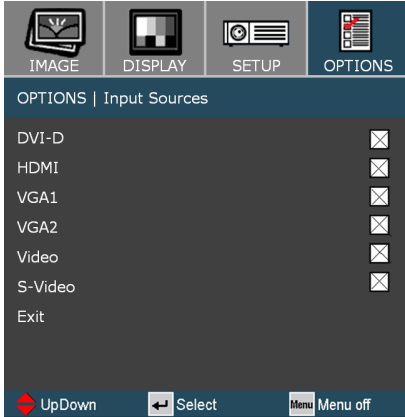 IMAGE DISPLAY SETUP OPTIONS
OPTIONS | Input Sources
DVI-D
HDMI
VGA1
VGA2
Video
S-Video
Exit
UpDown Select Menu Menu off